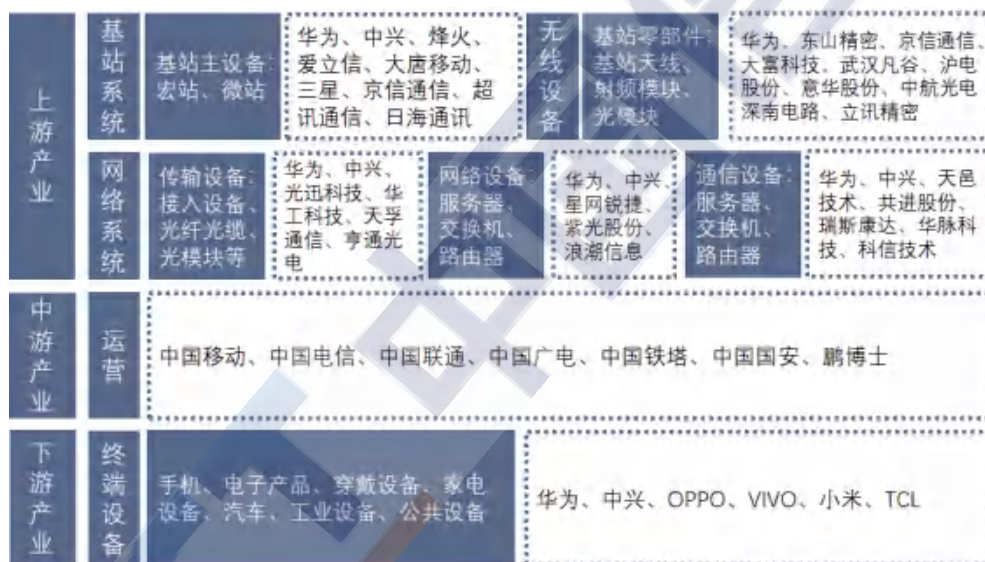 上游产业
基站系统
基站主设备：
宏站、微站
华为、中兴、烽火、
爱立信、大唐移动、
三星、京信通信、超
讯通信、日海通讯
无线设备
基站零部件：
基站天线、
射频模块、
光模块
华为、东山精密、京信通信、
大富科技、武汉凡谷、沪电
股份、意华股份、中航光电
深南电路、立讯精密
网络系统
传输设备：
接入设备、
光纤光缆、
光模块等
华为、中兴、
光迅科技、华
工科技、天孚
通信、亨通光
电
网络设备：
服务器、
交换机、
路由器
华为、中兴、
星网锐捷、
紫光股份、
浪潮信息
通信设备：
服务器、
交换机、
路由器
华为、中兴、天邑
技术、共进股份、
瑞斯康达、华脉科
技、科信技术
中游产业
运营
中国移动、中国电信、中国联通、中国广电、中国铁塔、中国国安、鹏博士
下游产业
终端设备
手机、电子产品、穿戴设备、家电
设备、汽车、工业设备、公共设备
华为、中兴、OPPO、VIVO、小米、TCL